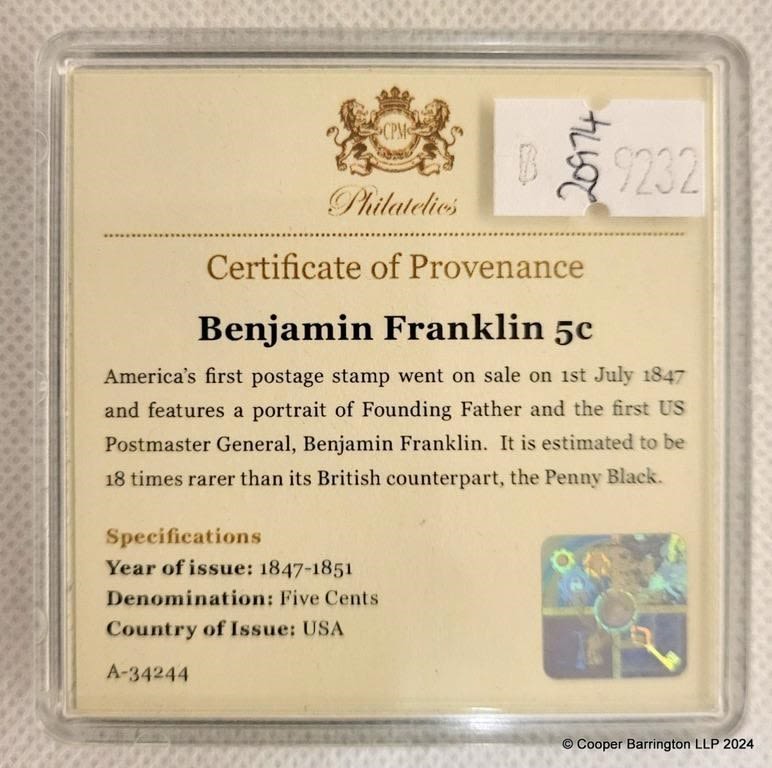 CPM
Philatelics
B 20974 9232
Certificate of Provenance
Benjamin Franklin 5c
America's first postage stamp went on sale on 1st July 1847
and features a portrait of Founding Father and the first US
Postmaster General, Benjamin Franklin. It is estimated to be
18 times rarer than its British counterpart, the Penny Black.
Specifications
Year of issue: 1847-1851
Denomination: Five Cents
Country of Issue: USA
A-34244
© Cooper Barrington LLP 2024